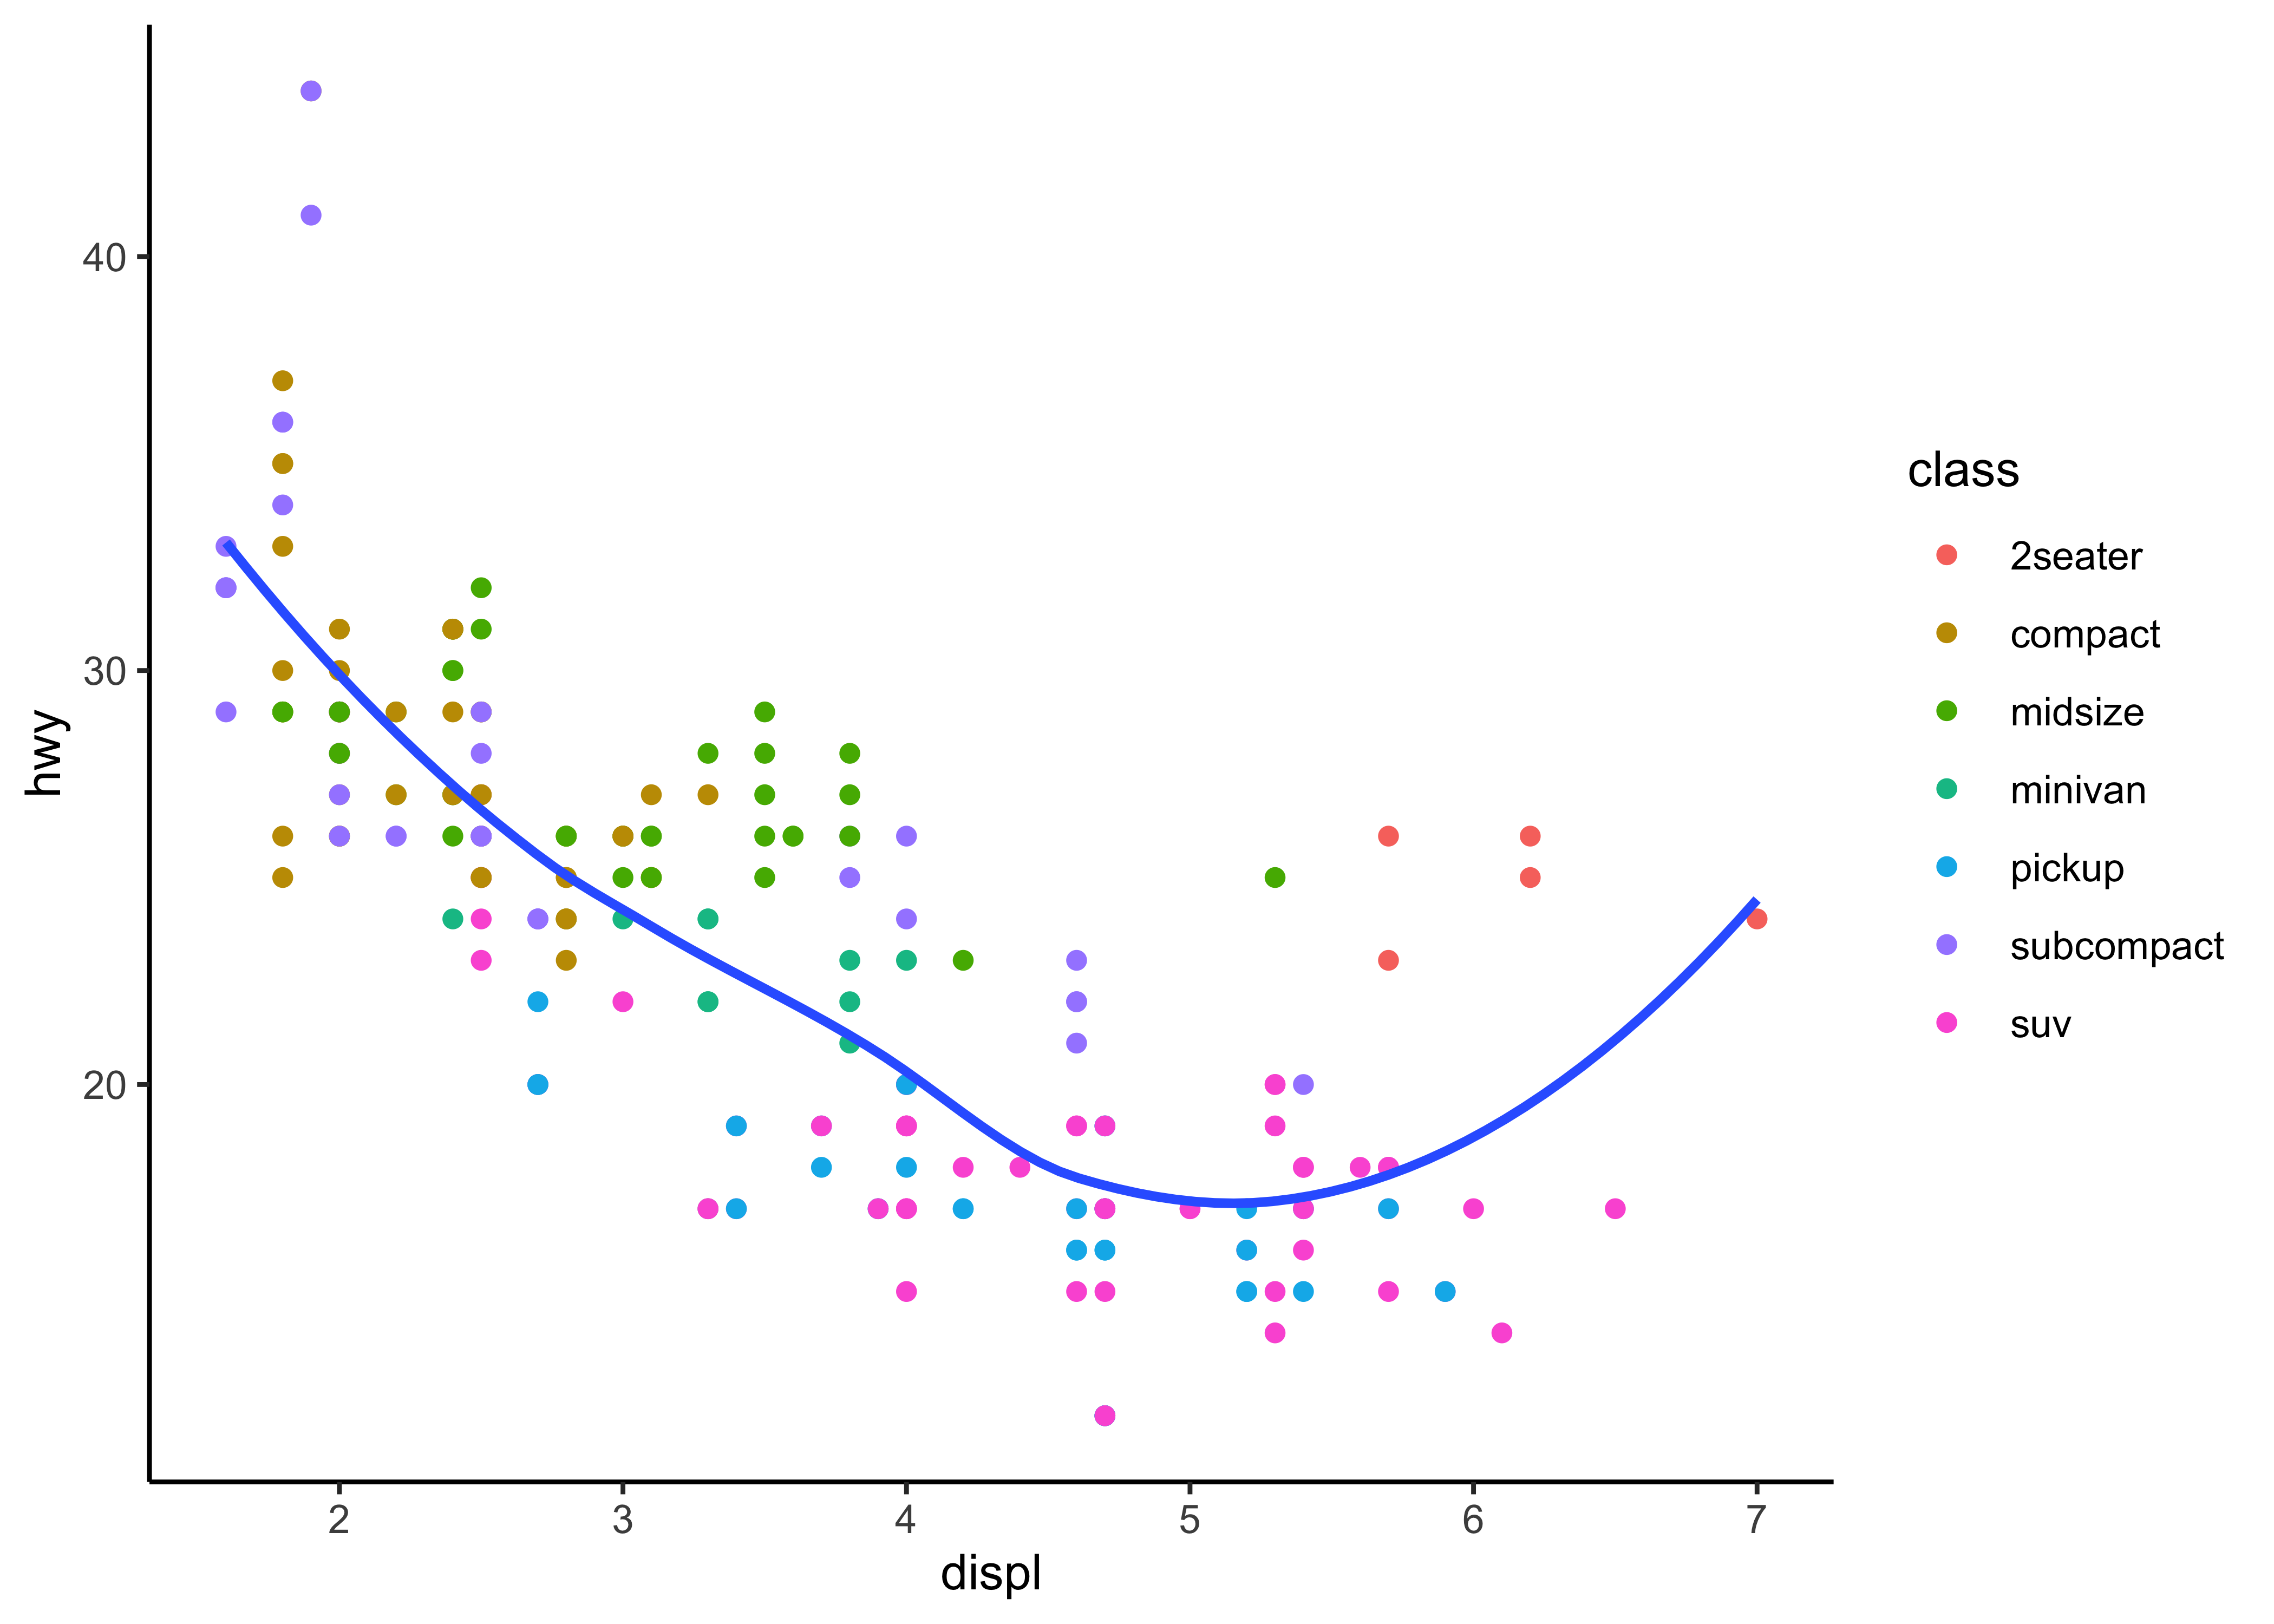 hwy
40
30
20
2
3
4
5
6
7
displ
class
2seater
compact
midsize
minivan
pickup
subcompact
suv